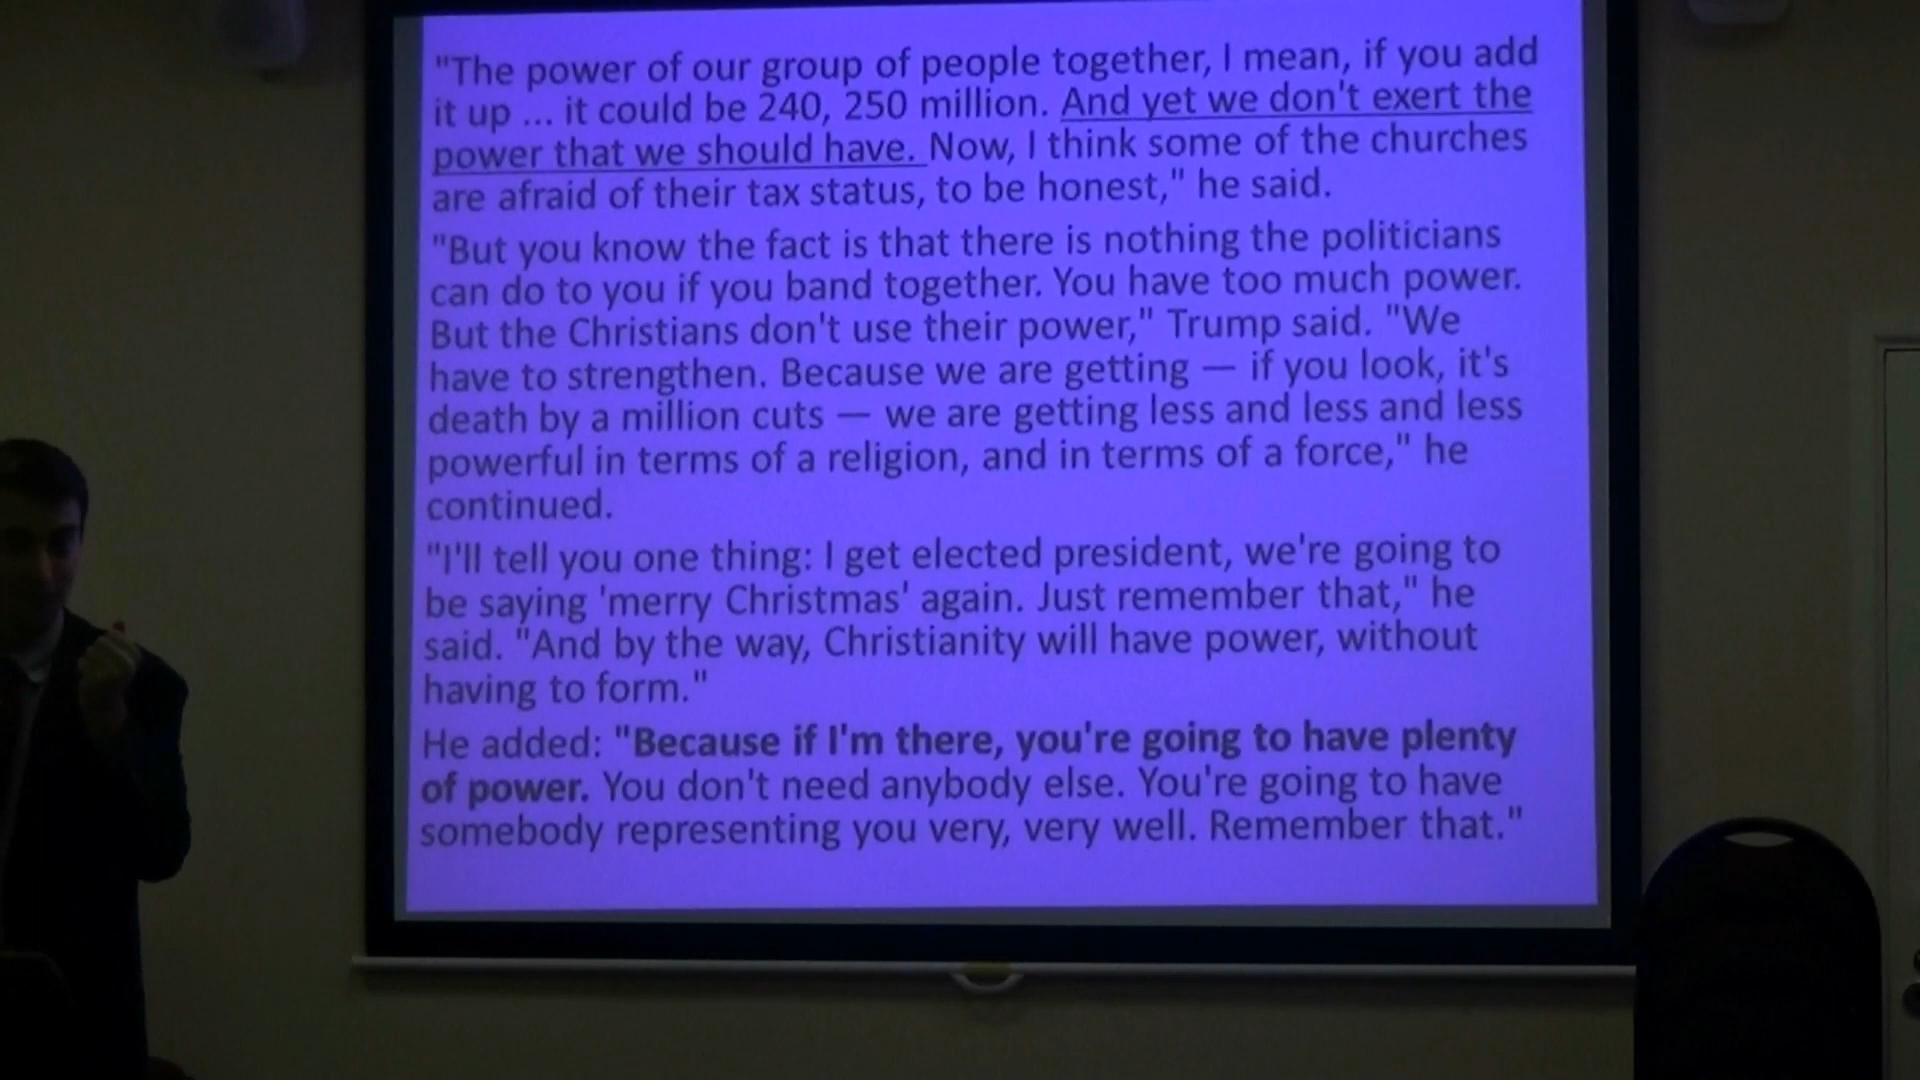 "The power of our group of people together, I mean, if you add
it up ... it could be 240, 250 million. And yet we don't exert the
power that we should have. Now, I think some of the churches
are afraid of their tax status, to be honest," he said.
"But you know the fact is that there is nothing the politicians
can do to you if you band together. You have too much power.
But the Christians don't use their power," Trump said. "We
have to strengthen. Because we are getting — if you look, it's
death by a million cuts — we are getting less and less and less
powerful in terms of a religion, and in terms of a force," he
continued.
"I'll tell you one thing: I get elected president, we're going to
be saying 'merry Christmas' again. Just remember that," he
said. "And by the way, Christianity will have power, without
having to form."
He added: "Because if I'm there, you're going to have plenty
of power. You don't need anybody else. You're going to have
somebody representing you very, very well. Remember that."